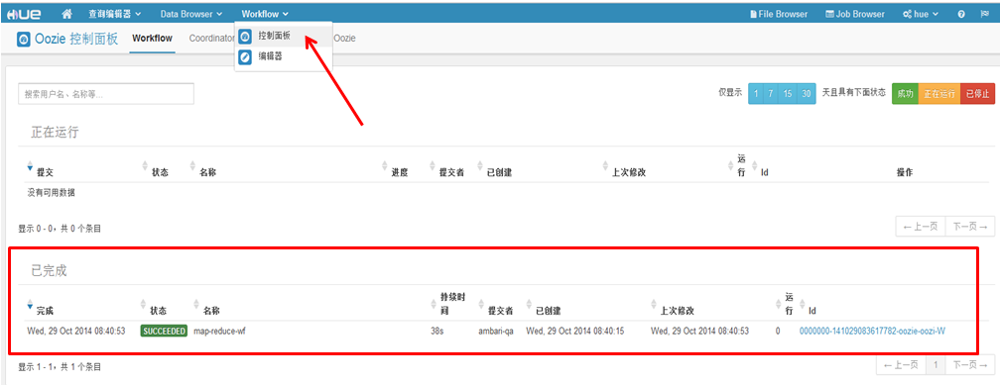 HUE 查询编辑器 Data Browser Workflow File Browser Job Browser hue
Oozie 控制面板 Workflow Coordinator Oozie
控制面板
编辑器
搜索用户名、名称等... 仅显示 1 7 15 30 天且具有下面状态 成功 正在运行 已停止
正在运行
提交 状态 名称 进度 提交者 已创建 上次修改 运行 Id 操作
没有可用数据
显示 0 - 0，共 0 个条目 ← 上一页 下一页 →
已完成
完成 状态 名称 持续时间 提交者 已创建 上次修改 运行 Id
Wed, 29 Oct 2014 08:40:53 SUCCEEDED map-reduce-wf 38s ambari-qa Wed, 29 Oct 2014 08:40:15 Wed, 29 Oct 2014 08:40:53 0 0000000-141029083617782-oozie-oozi-W
显示 1 - 1，共 1 个条目 ← 上一页 1 下一页 →